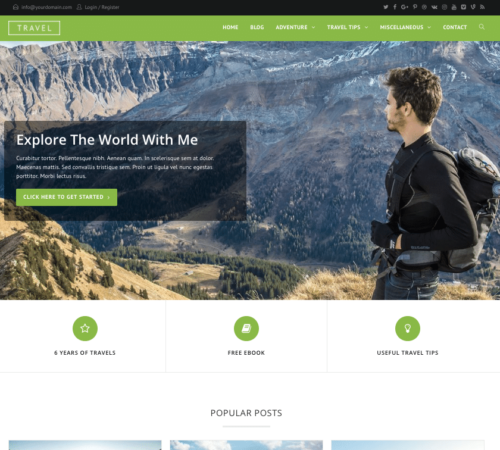 info@yourdomain.com Login / Register
TRAVEL
HOME BLOG ADVENTURE TRAVEL TIPS MISCELLANEOUS CONTACT
Explore The World With Me
Curabitur tortor. Pellentesque nibh. Aenean quam. In scelerisque sem at dolor.
Maecenas mattis. Sed convallis tristique sem. Proin ut ligula vel nunc egestas
porttitor. Morbi lectus risus.
CLICK HERE TO GET STARTED
6 YEARS OF TRAVELS
FREE EBOOK
USEFUL TRAVEL TIPS
POPULAR POSTS